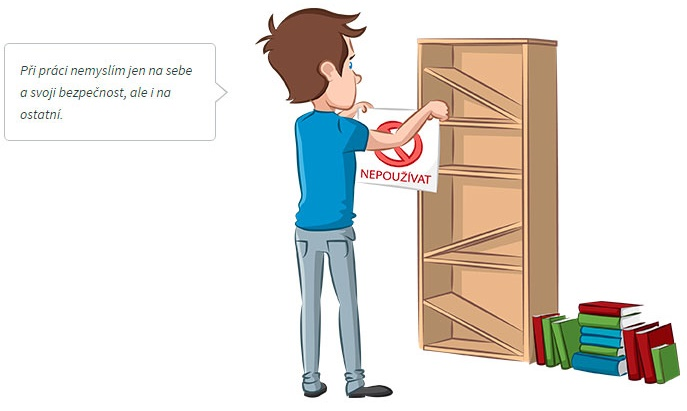 Při práci nemyslím jen na sebe
a svoji bezpečnost, ale i na
ostatní.
NEPOUŽÍVAT